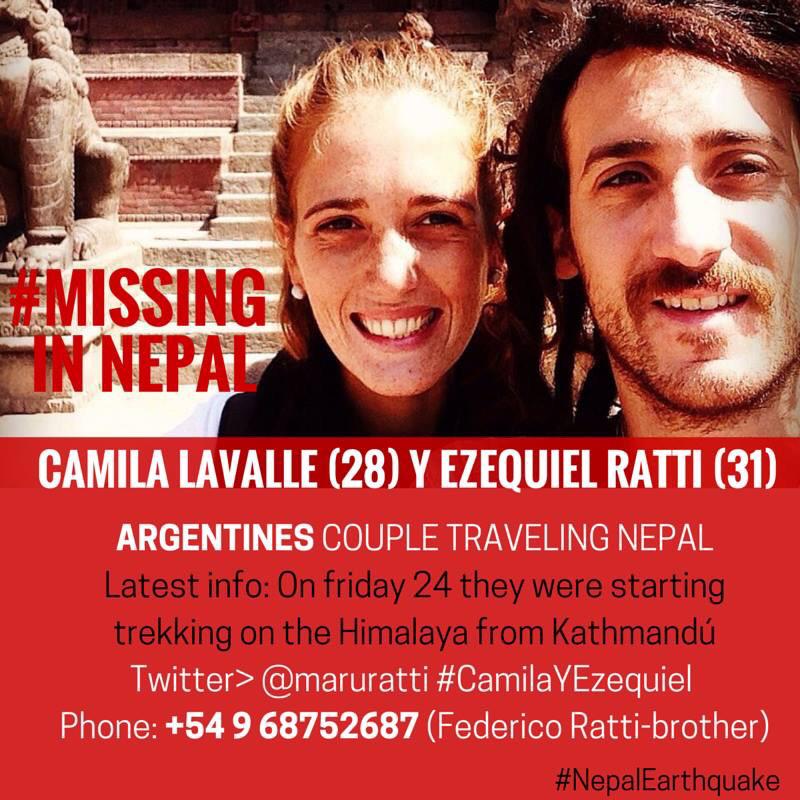 #MISSING
IN NEPAL
CAMILA LAVALLE (28) Y EZEQUIEL RATTI (31)
ARGENTINES COUPLE TRAVELING NEPAL
Latest info: On friday 24 they were starting
trekking on the Himalaya from Kathmandú
Twitter> @maruratti #CamilaYEzequiel
Phone: +54 9 68752687 (Federico Ratti-brother)
#NepalEarthquake